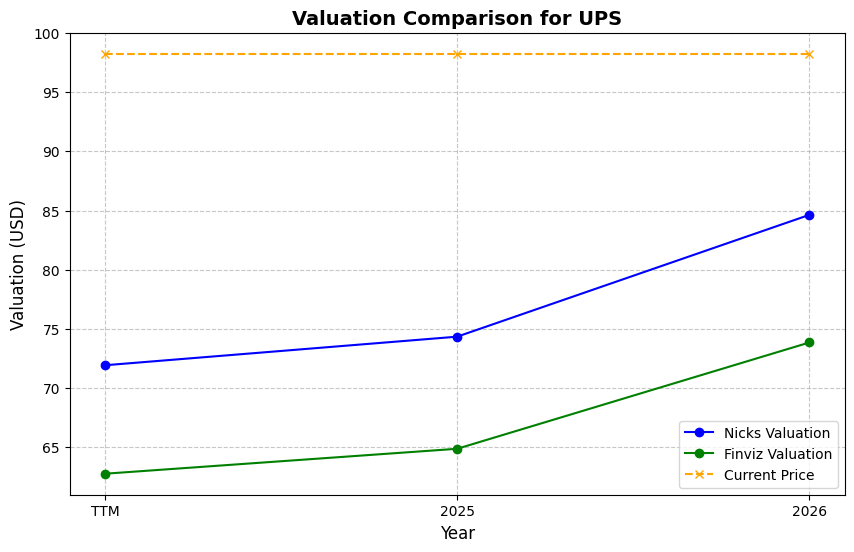 Valuation Comparison for UPS
Valuation (USD)
100
95
90
85
80
75
70
65
TTM
2025
2026
Year
Nicks Valuation
Finviz Valuation
Current Price